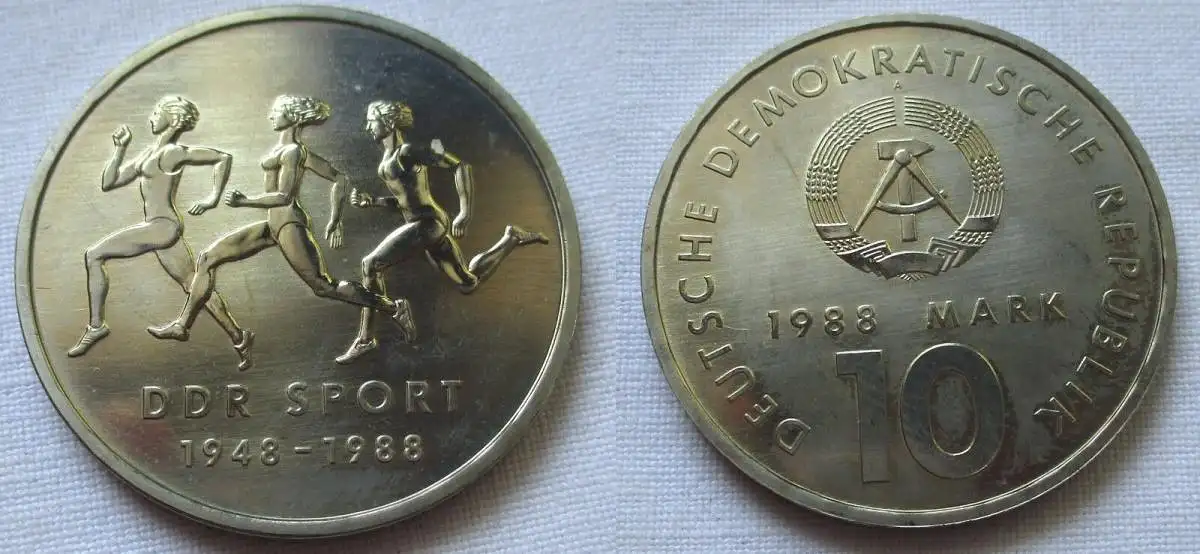 DDR SPORT
1948-1988
DEUTSCHE DEMOKRATISCHE REPUBLIK
A
1988 MARK
10